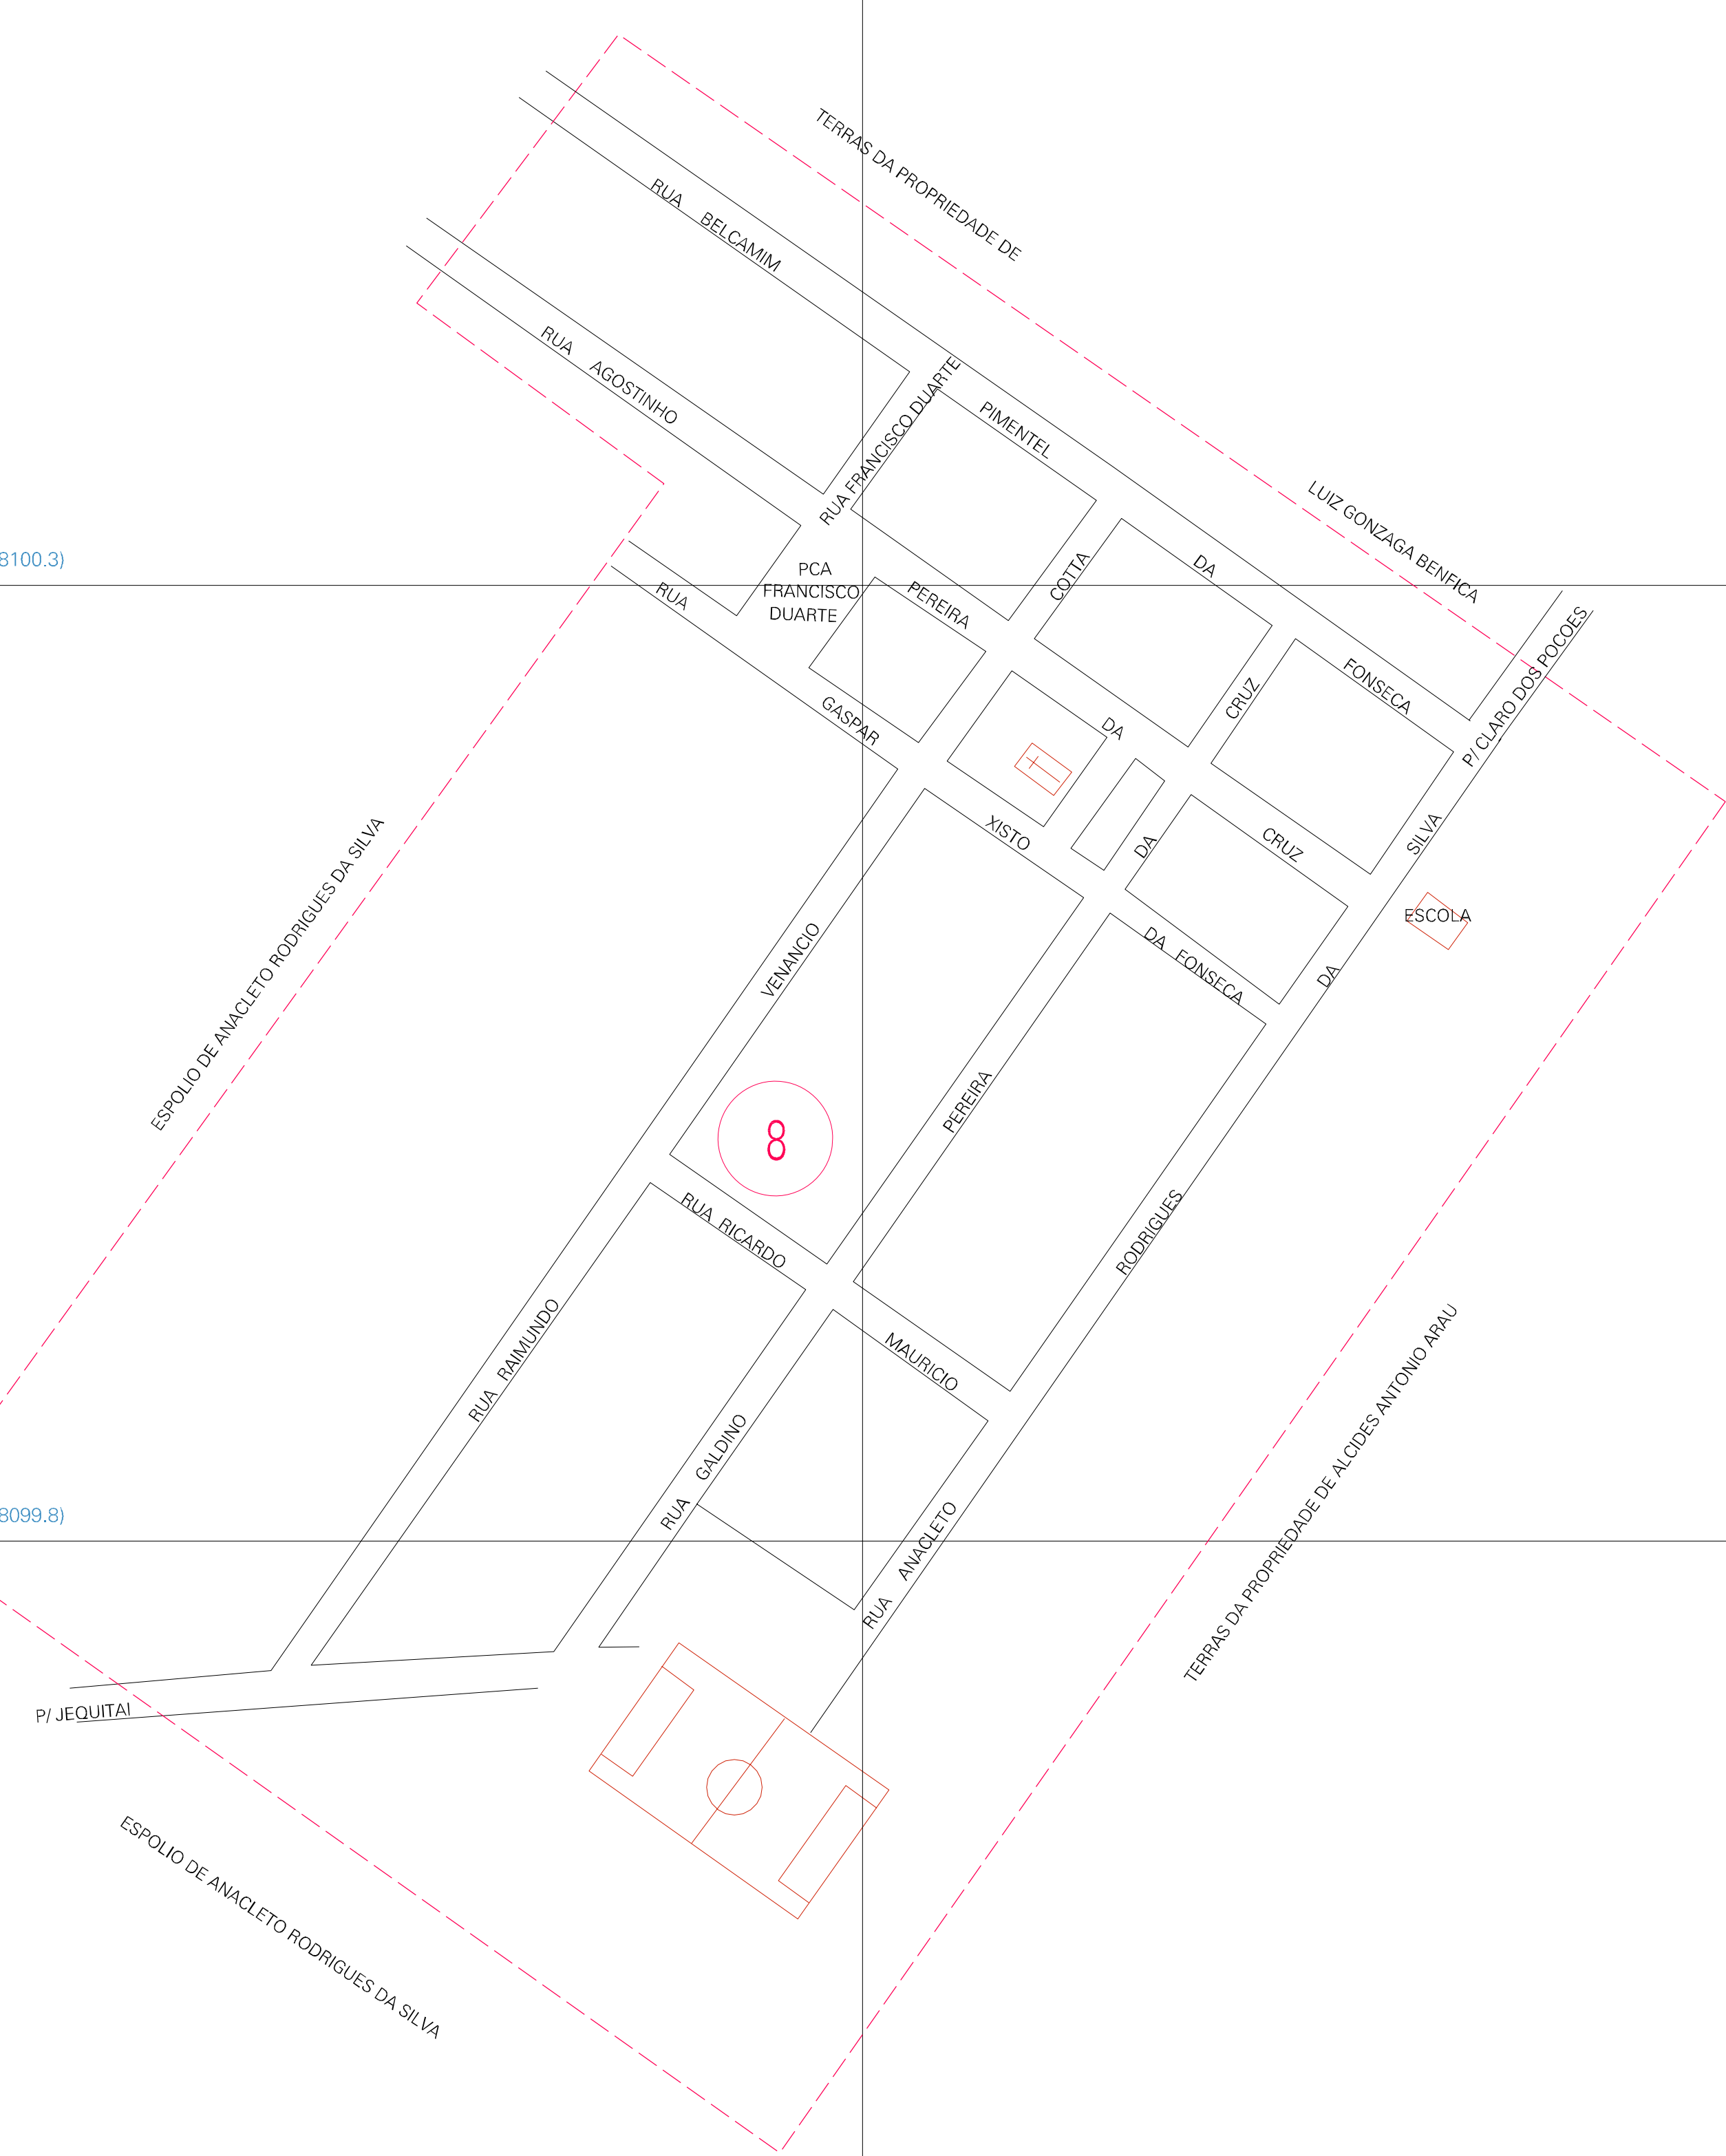 TERRAS DA PROPRIEDADE DE
LUIZ GONZAGA BENFICA
RUA BELCAMIM PIMENTEL DA FONSECA
RUA AGOSTINHO PEREIRA DA CRUZ
RUA FRANCISCO DUARTE
PCA
FRANCISCO
DUARTE
8100.3)
RUA GASPAR XISTO DA FONSECA
P/ CLARO DOS POCOES
RUA RAIMUNDO VENANCIO COTTA
RUA GALDINO PEREIRA DA CRUZ
RUA ANACLETO RODRIGUES DA SILVA
ESCOLA
ESPOLIO DE ANACLETO RODRIGUES DA SILVA
8
RUA RICARDO MAURICIO
TERRAS DA PROPRIEDADE DE ALCIDES ANTONIO ARAU
8099.8)
P/ JEQUITAI
ESPOLIO DE ANACLETO RODRIGUES DA SILVA